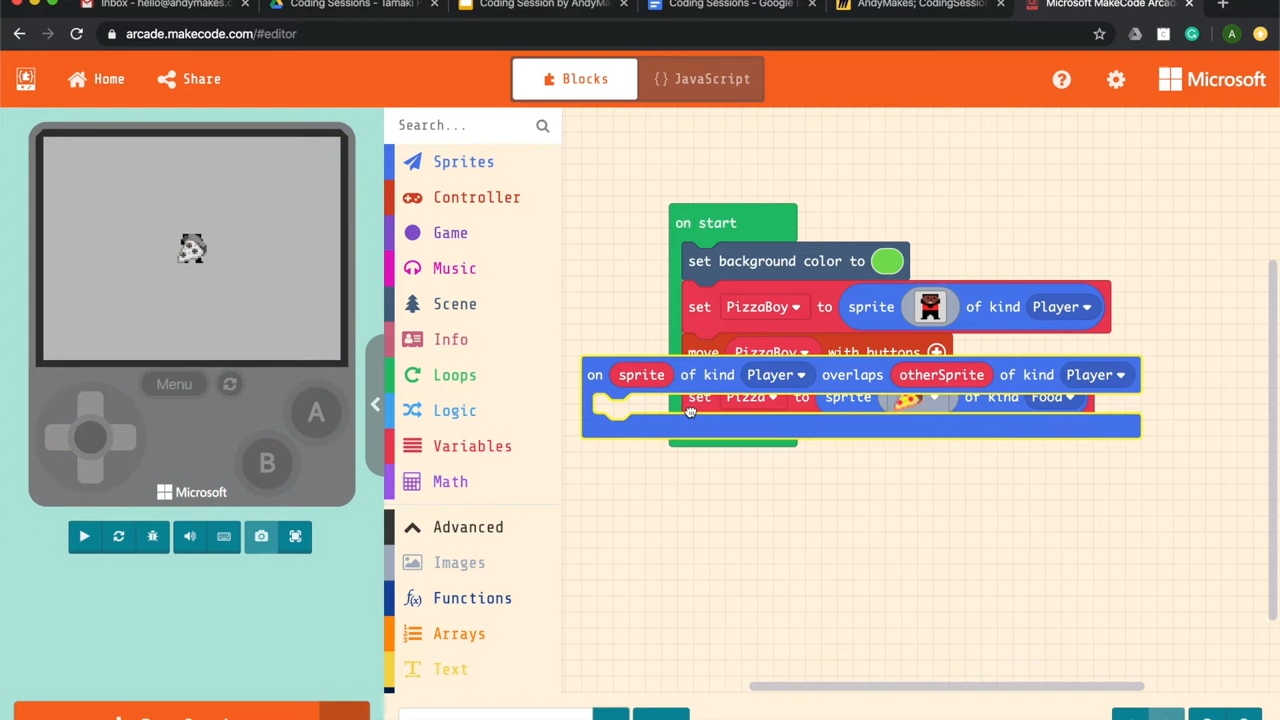 Inbox - hello@andymakes.co
Coding Sessions - Tamaki F
Coding Session by AndyMa
Coding Sessions - Google D
AndyMakes; CodingSession
Microsoft MakeCode Arcade
arcade.makecode.com/#editor
A
Home
Share
Blocks
{ } JavaScript
?
Microsoft
Search...
Sprites
Controller
Game
Music
Scene
Info
Loops
Logic
Variables
Math
Advanced
Images
f(x) Functions
Arrays
T Text
Menu
A
B
Microsoft
on start
set background color to
set PizzaBoy to sprite of kind Player
move PizzaBoy with buttons
on sprite of kind Player overlaps otherSprite of kind Player
set Pizza to sprite of kind Food